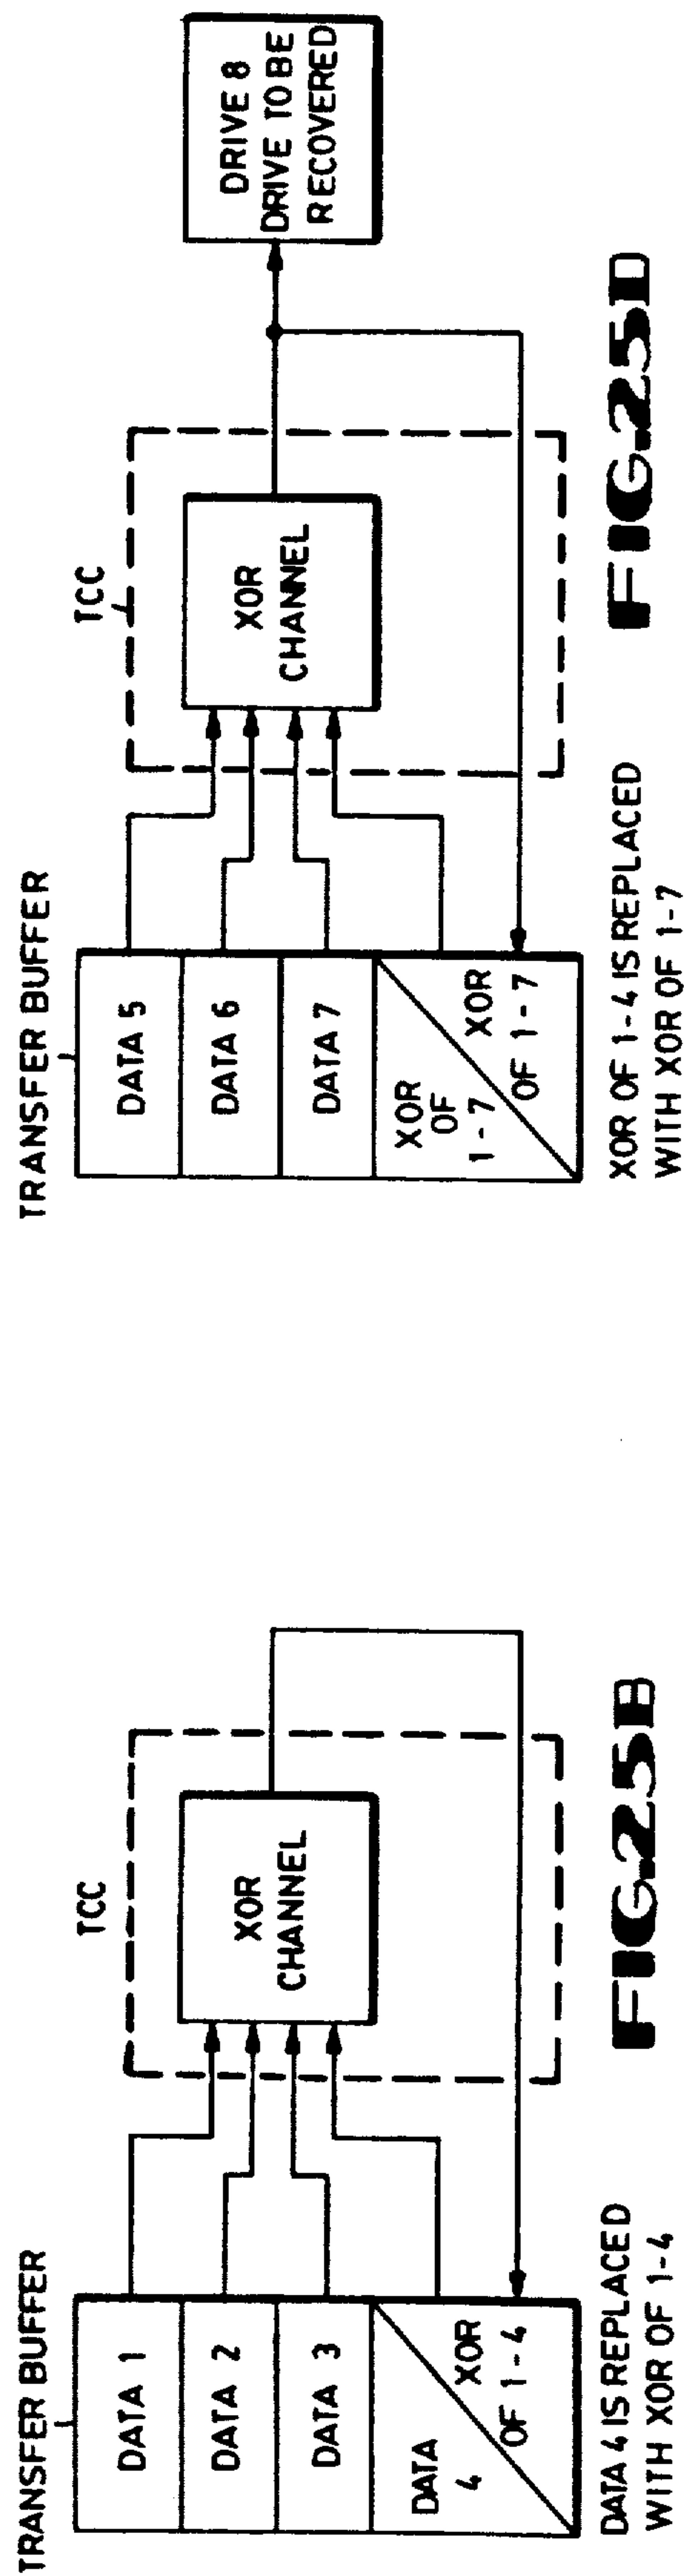 TRANSFER BUFFER
DATA 1
DATA 2
DATA 3
DATA
4
XOR
OF 1-4
TCC
XOR
CHANNEL
DATA 4 IS REPLACED
WITH XOR OF 1-4
FIG.25B
TRANSFER BUFFER
DATA 5
DATA 6
DATA 7
XOR
OF
1-7
XOR
OF 1-7
TCC
XOR
CHANNEL
DRIVE 8
DRIVE TO BE
RECOVERED
XOR OF 1-4 IS REPLACED
WITH XOR OF 1-7
FIG.25D